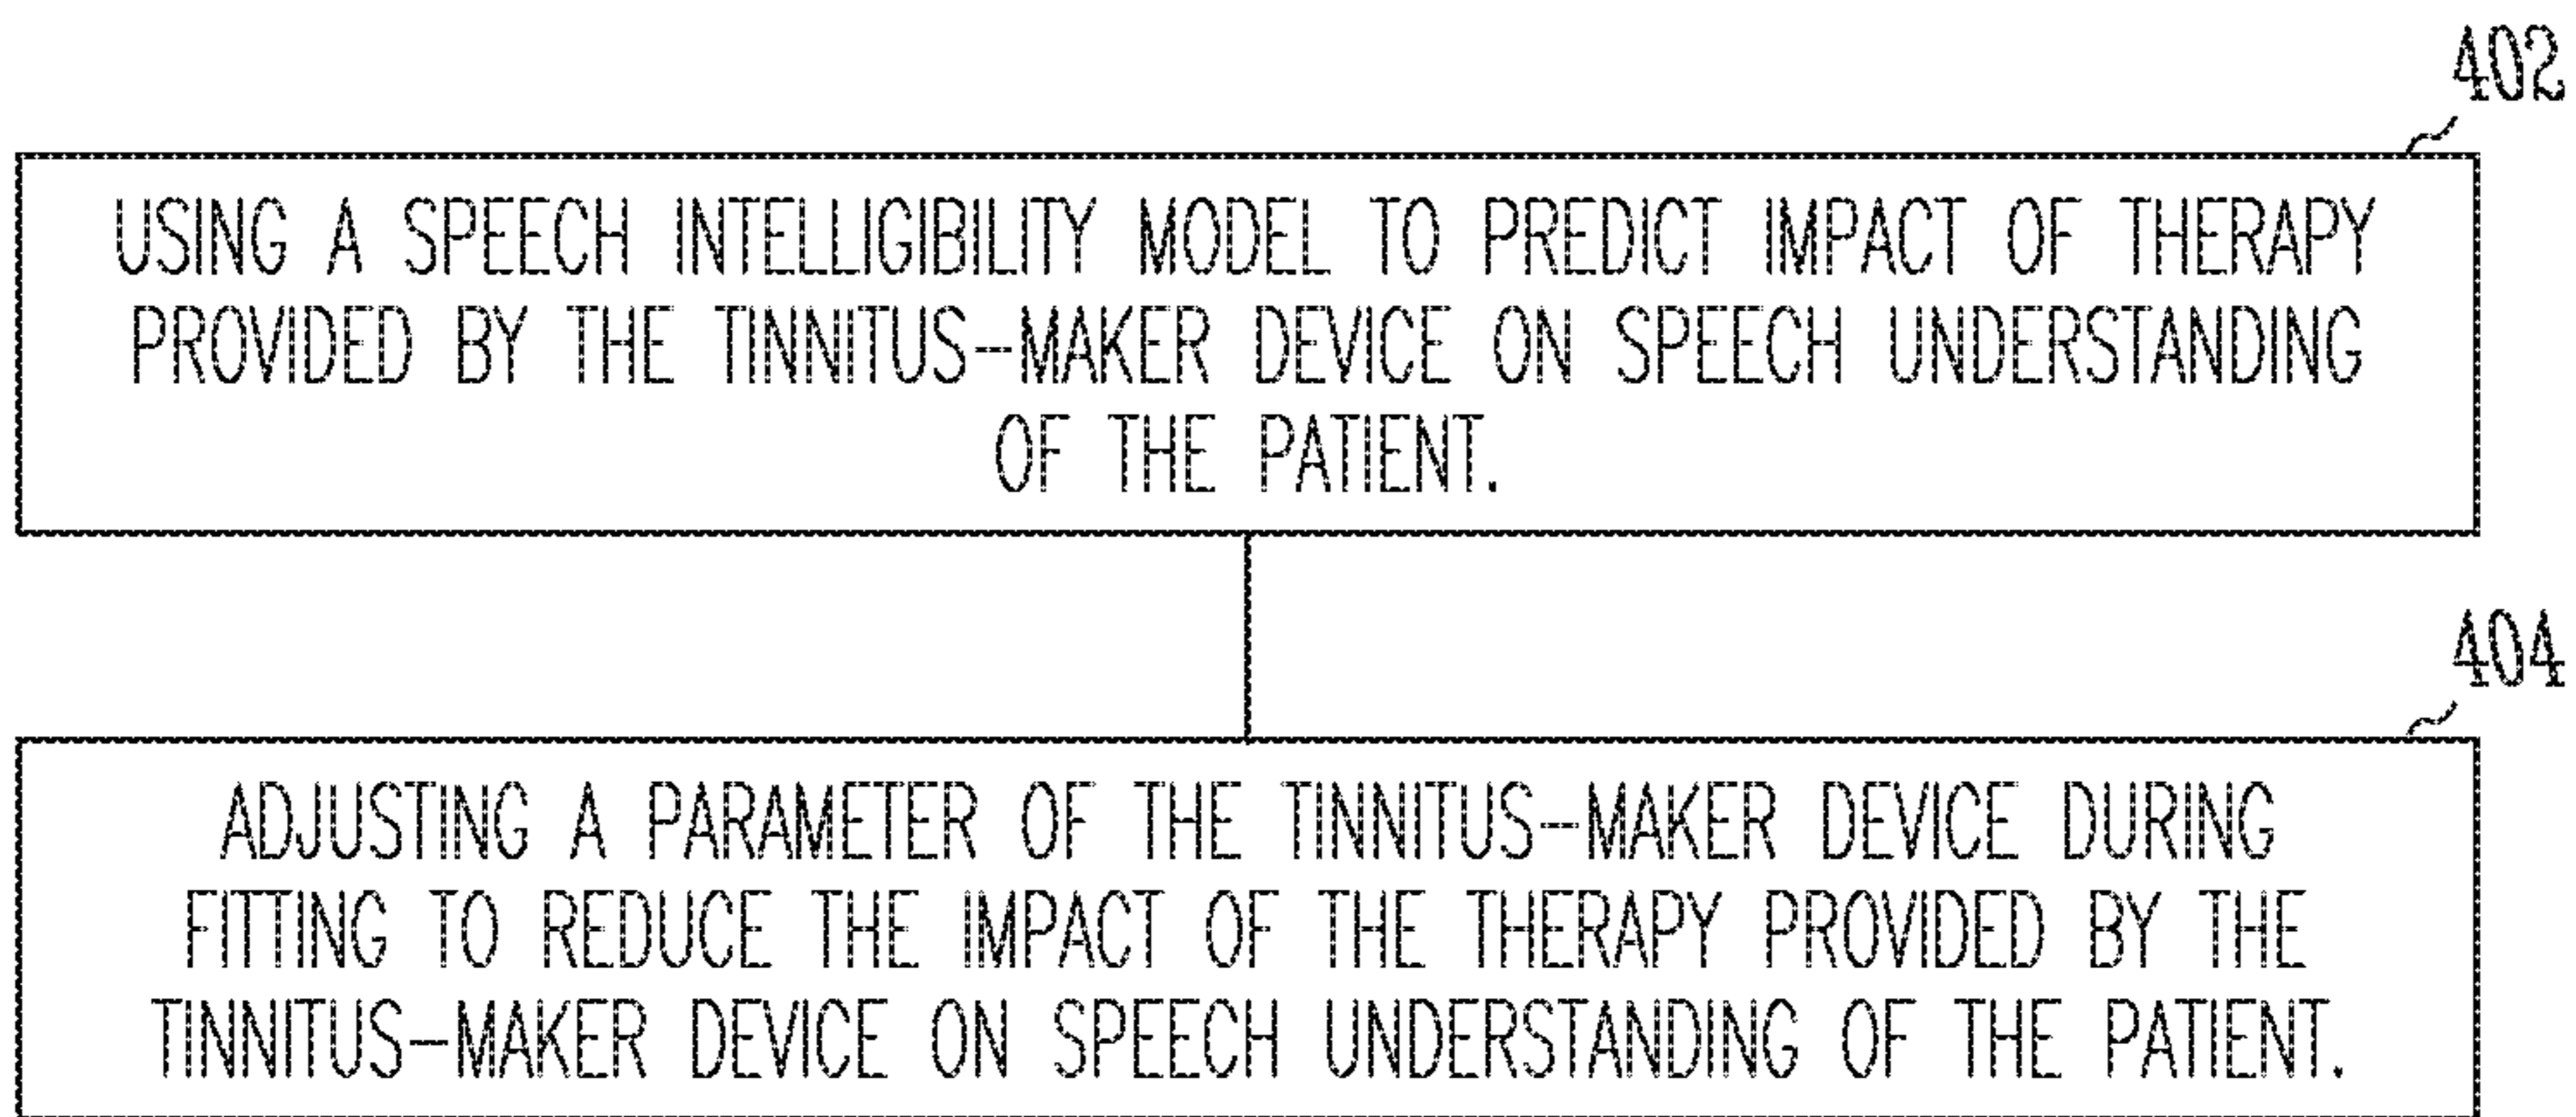 402
USING A SPEECH INTELLIGIBILITY MODEL TO PREDICT IMPACT OF THERAPY
PROVIDED BY THE TINNITUS-MAKER DEVICE ON SPEECH UNDERSTANDING
OF THE PATIENT.
404
ADJUSTING A PARAMETER OF THE TINNITUS-MAKER DEVICE DURING
FITTING TO REDUCE THE IMPACT OF THE THERAPY PROVIDED BY THE
TINNITUS-MAKER DEVICE ON SPEECH UNDERSTANDING OF THE PATIENT.